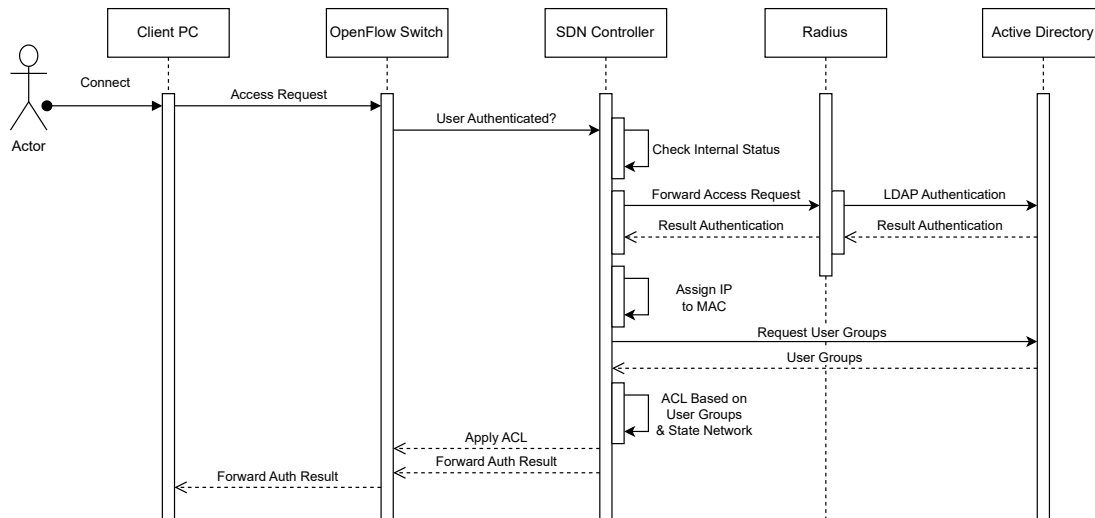 Client PC
OpenFlow Switch
SDN Controller
Radius
Active Directory
Connect
Access Request
Actor
User Authenticated?
Check Internal Status
Forward Access Request
LDAP Authentication
Result Authentication
Result Authentication
Assign IP
to MAC
Request User Groups
User Groups
ACL Based on
User Groups
& State Network
Apply ACL
Forward Auth Result
Forward Auth Result